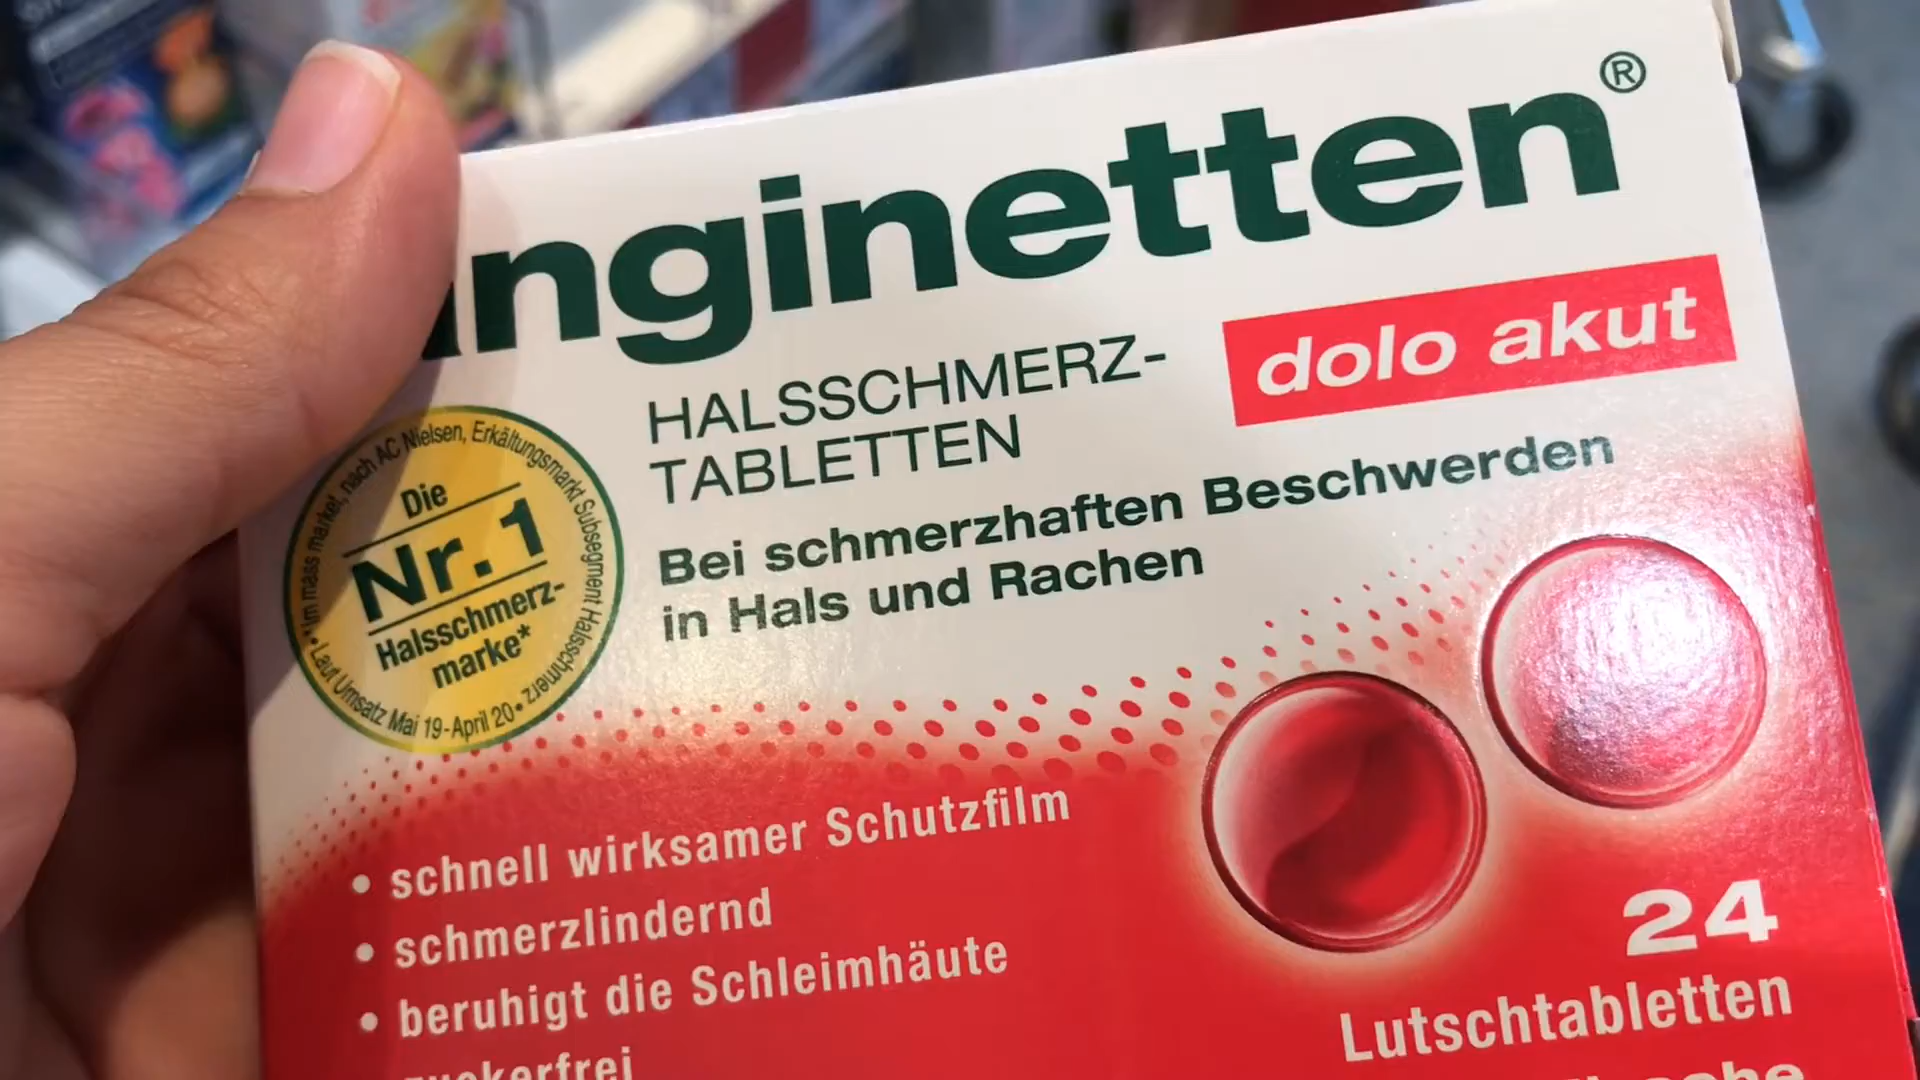 nginetten®
HALSSCHMERZ-
TABLETTEN
dolo akut
Bei schmerzhaften Beschwerden
in Hals und Rachen
Die
Nr. 1
Halsschmerz-
marke*
* im mass market, nach AC Nielsen, Erkältungsmarkt Subsegment Halsschmerz • Laut Umsatz Mai 19-April 20 •
• schnell wirksamer Schutzfilm
• schmerzlindernd
• beruhigt die Schleimhäute
zuckerfrei
24
Lutschtabletten